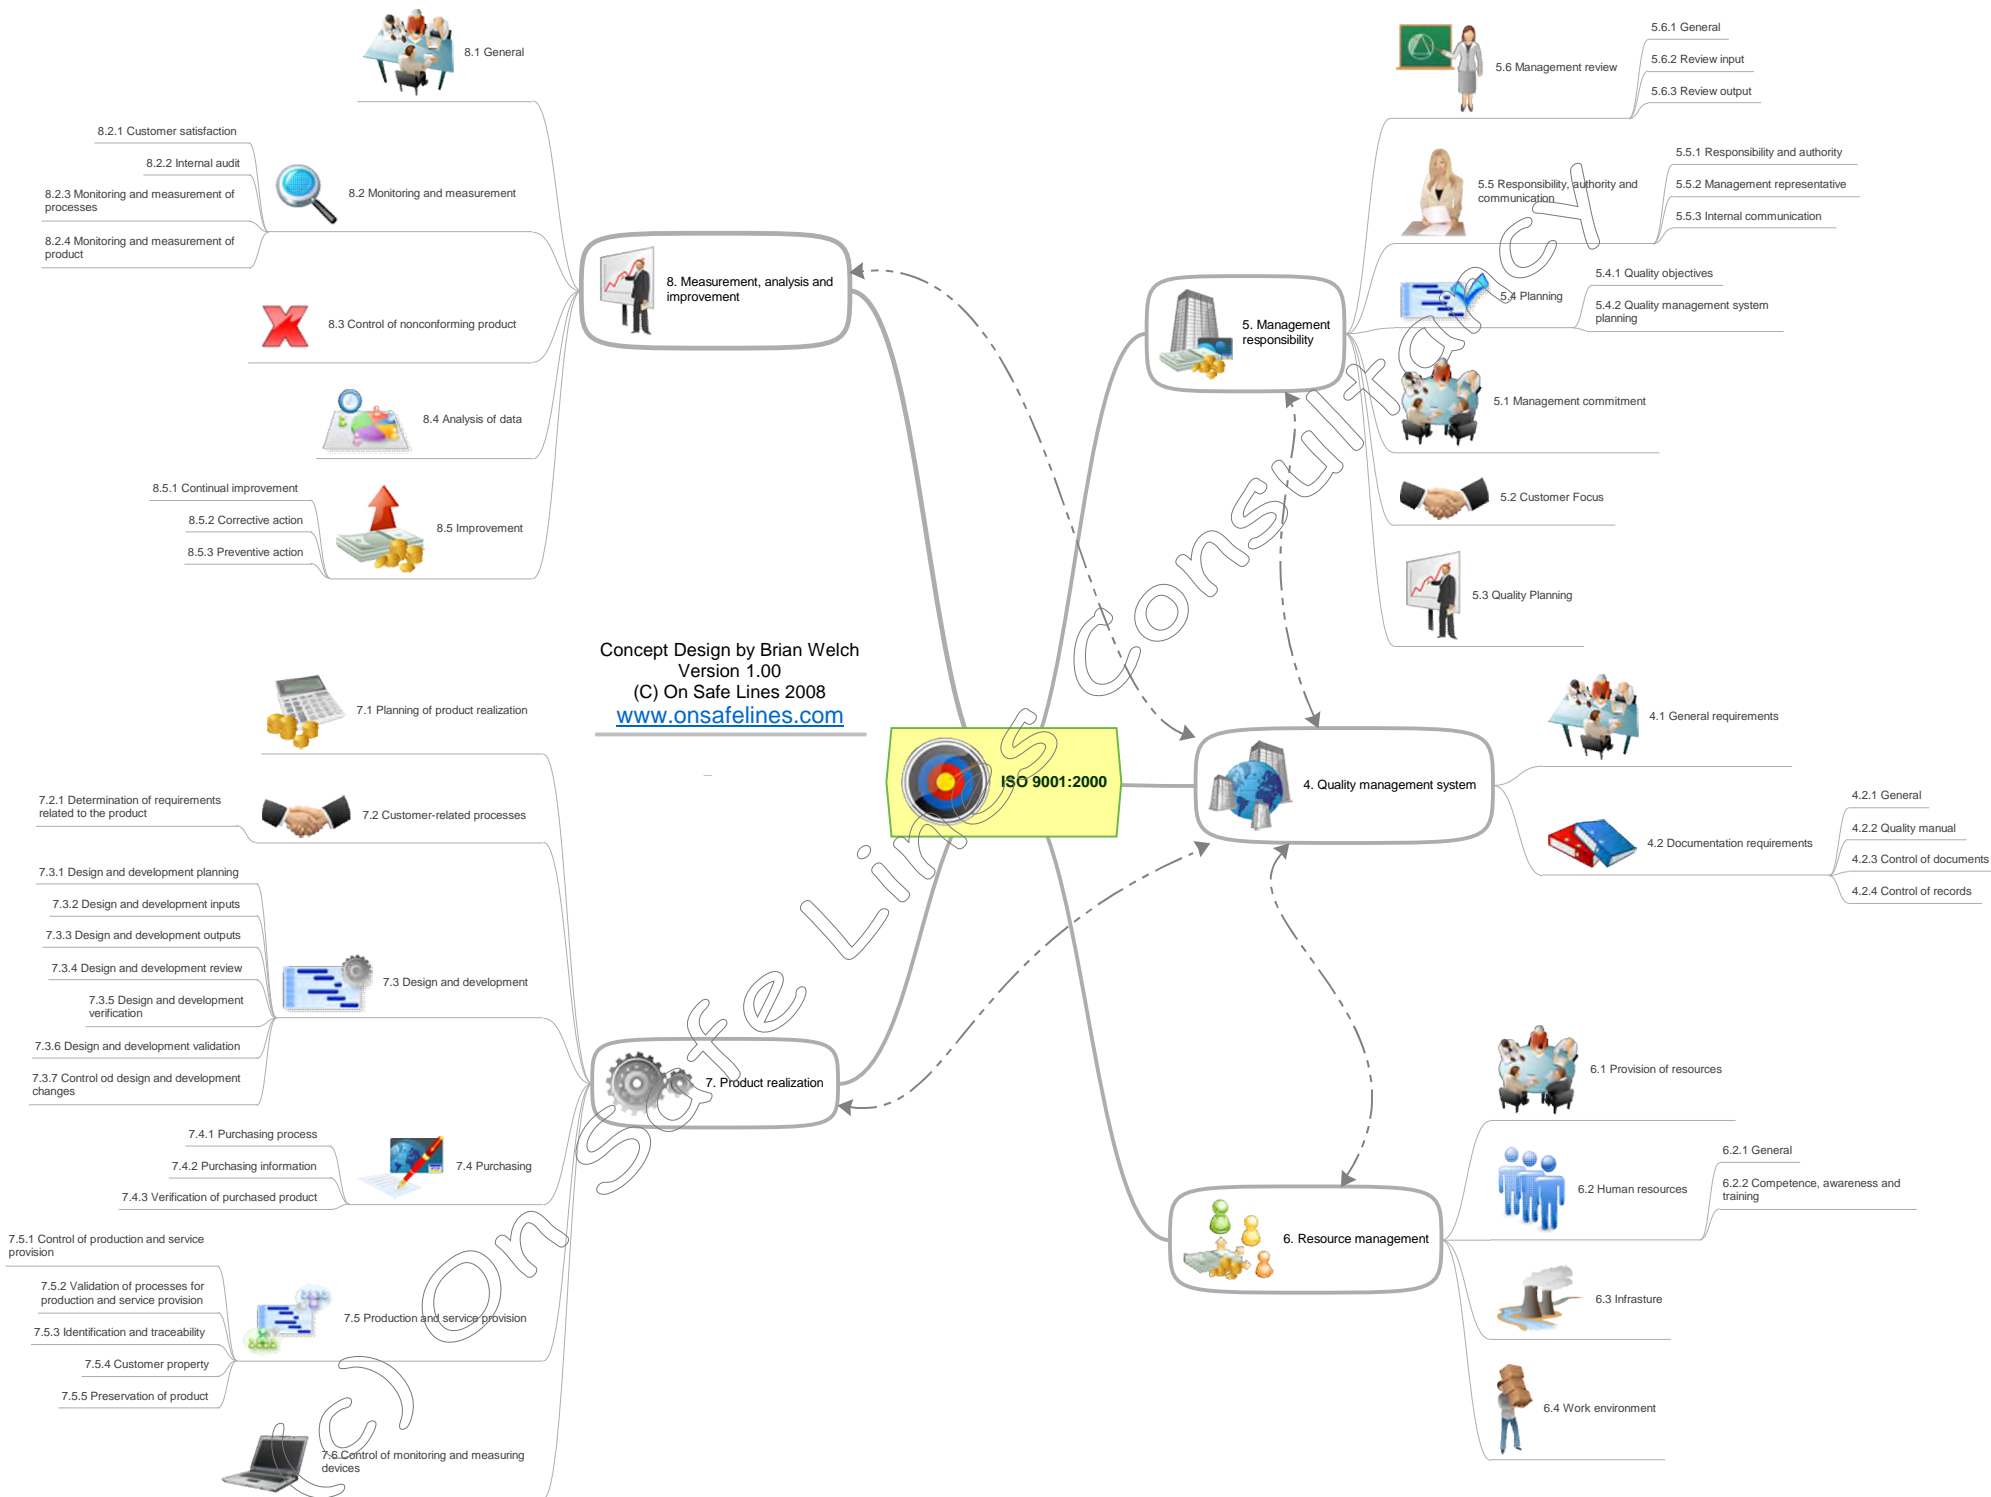 8.1 General
8.2.1 Customer satisfaction
8.2.2 Internal audit
8.2.3 Monitoring and measurement of
processes
8.2.4 Monitoring and measurement of
product
8.2 Monitoring and measurement
8.3 Control of nonconforming product
8.4 Analysis of data
8.5.1 Continual improvement
8.5.2 Corrective action
8.5.3 Preventive action
8.5 Improvement
8. Measurement, analysis and
improvement
5.6 Management review
5.6.1 General
5.6.2 Review input
5.6.3 Review output
5.5 Responsibility, authority and
communication
5.5.1 Responsibility and authority
5.5.2 Management representative
5.5.3 Internal communication
5.4 Planning
5.4.1 Quality objectives
5.4.2 Quality management system
planning
5. Management
responsibility
5.1 Management commitment
5.2 Customer Focus
5.3 Quality Planning
Concept Design by Brian Welch
Version 1.00
(C) On Safe Lines 2008
www.onsafelines.com
ISO 9001:2000
4. Quality management system
4.1 General requirements
4.2 Documentation requirements
4.2.1 General
4.2.2 Quality manual
4.2.3 Control of documents
4.2.4 Control of records
7.1 Planning of product realization
7.2.1 Determination of requirements
related to the product
7.2 Customer-related processes
7.3.1 Design and development planning
7.3.2 Design and development inputs
7.3.3 Design and development outputs
7.3.4 Design and development review
7.3.5 Design and development
verification
7.3.6 Design and development validation
7.3.7 Control od design and development
changes
7.3 Design and development
7. Product realization
7.4.1 Purchasing process
7.4.2 Purchasing information
7.4.3 Verification of purchased product
7.4 Purchasing
7.5.1 Control of production and service
provision
7.5.2 Validation of processes for
production and service provision
7.5.3 Identification and traceability
7.5.4 Customer property
7.5.5 Preservation of product
7.5 Production and service provision
7.6 Control of monitoring and measuring
devices
6. Resource management
6.1 Provision of resources
6.2 Human resources
6.2.1 General
6.2.2 Competence, awareness and
training
6.3 Infrasture
6.4 Work environment
(c) On Safe Lines Consultancy